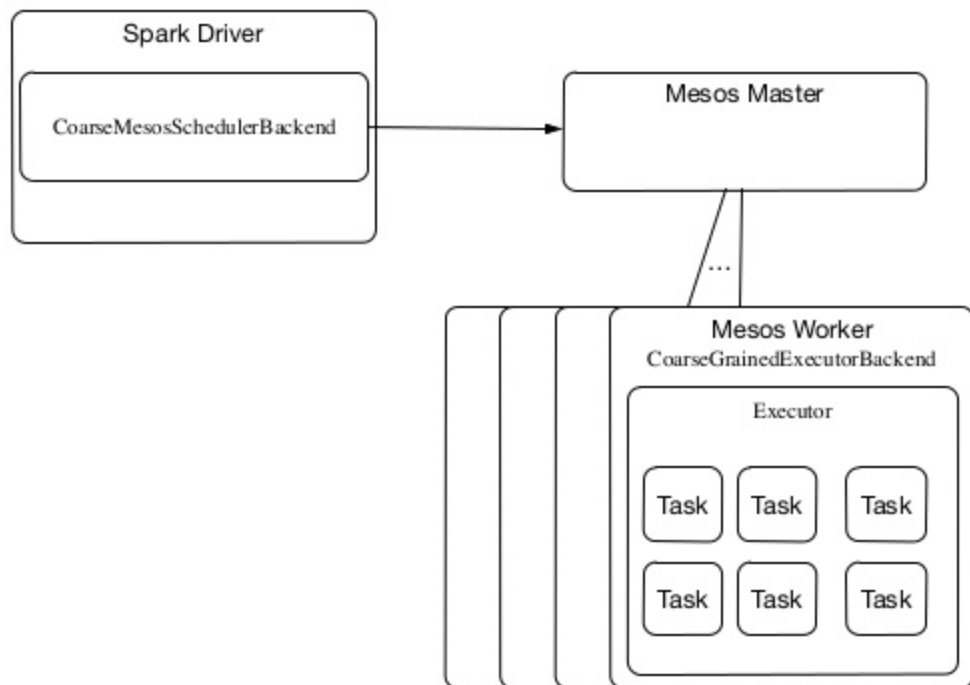 Spark Driver
CoarseMesosSchedulerBackend
Mesos Master
...
Mesos Worker
CoarseGrainedExecutorBackend
Executor
Task Task Task
Task Task Task